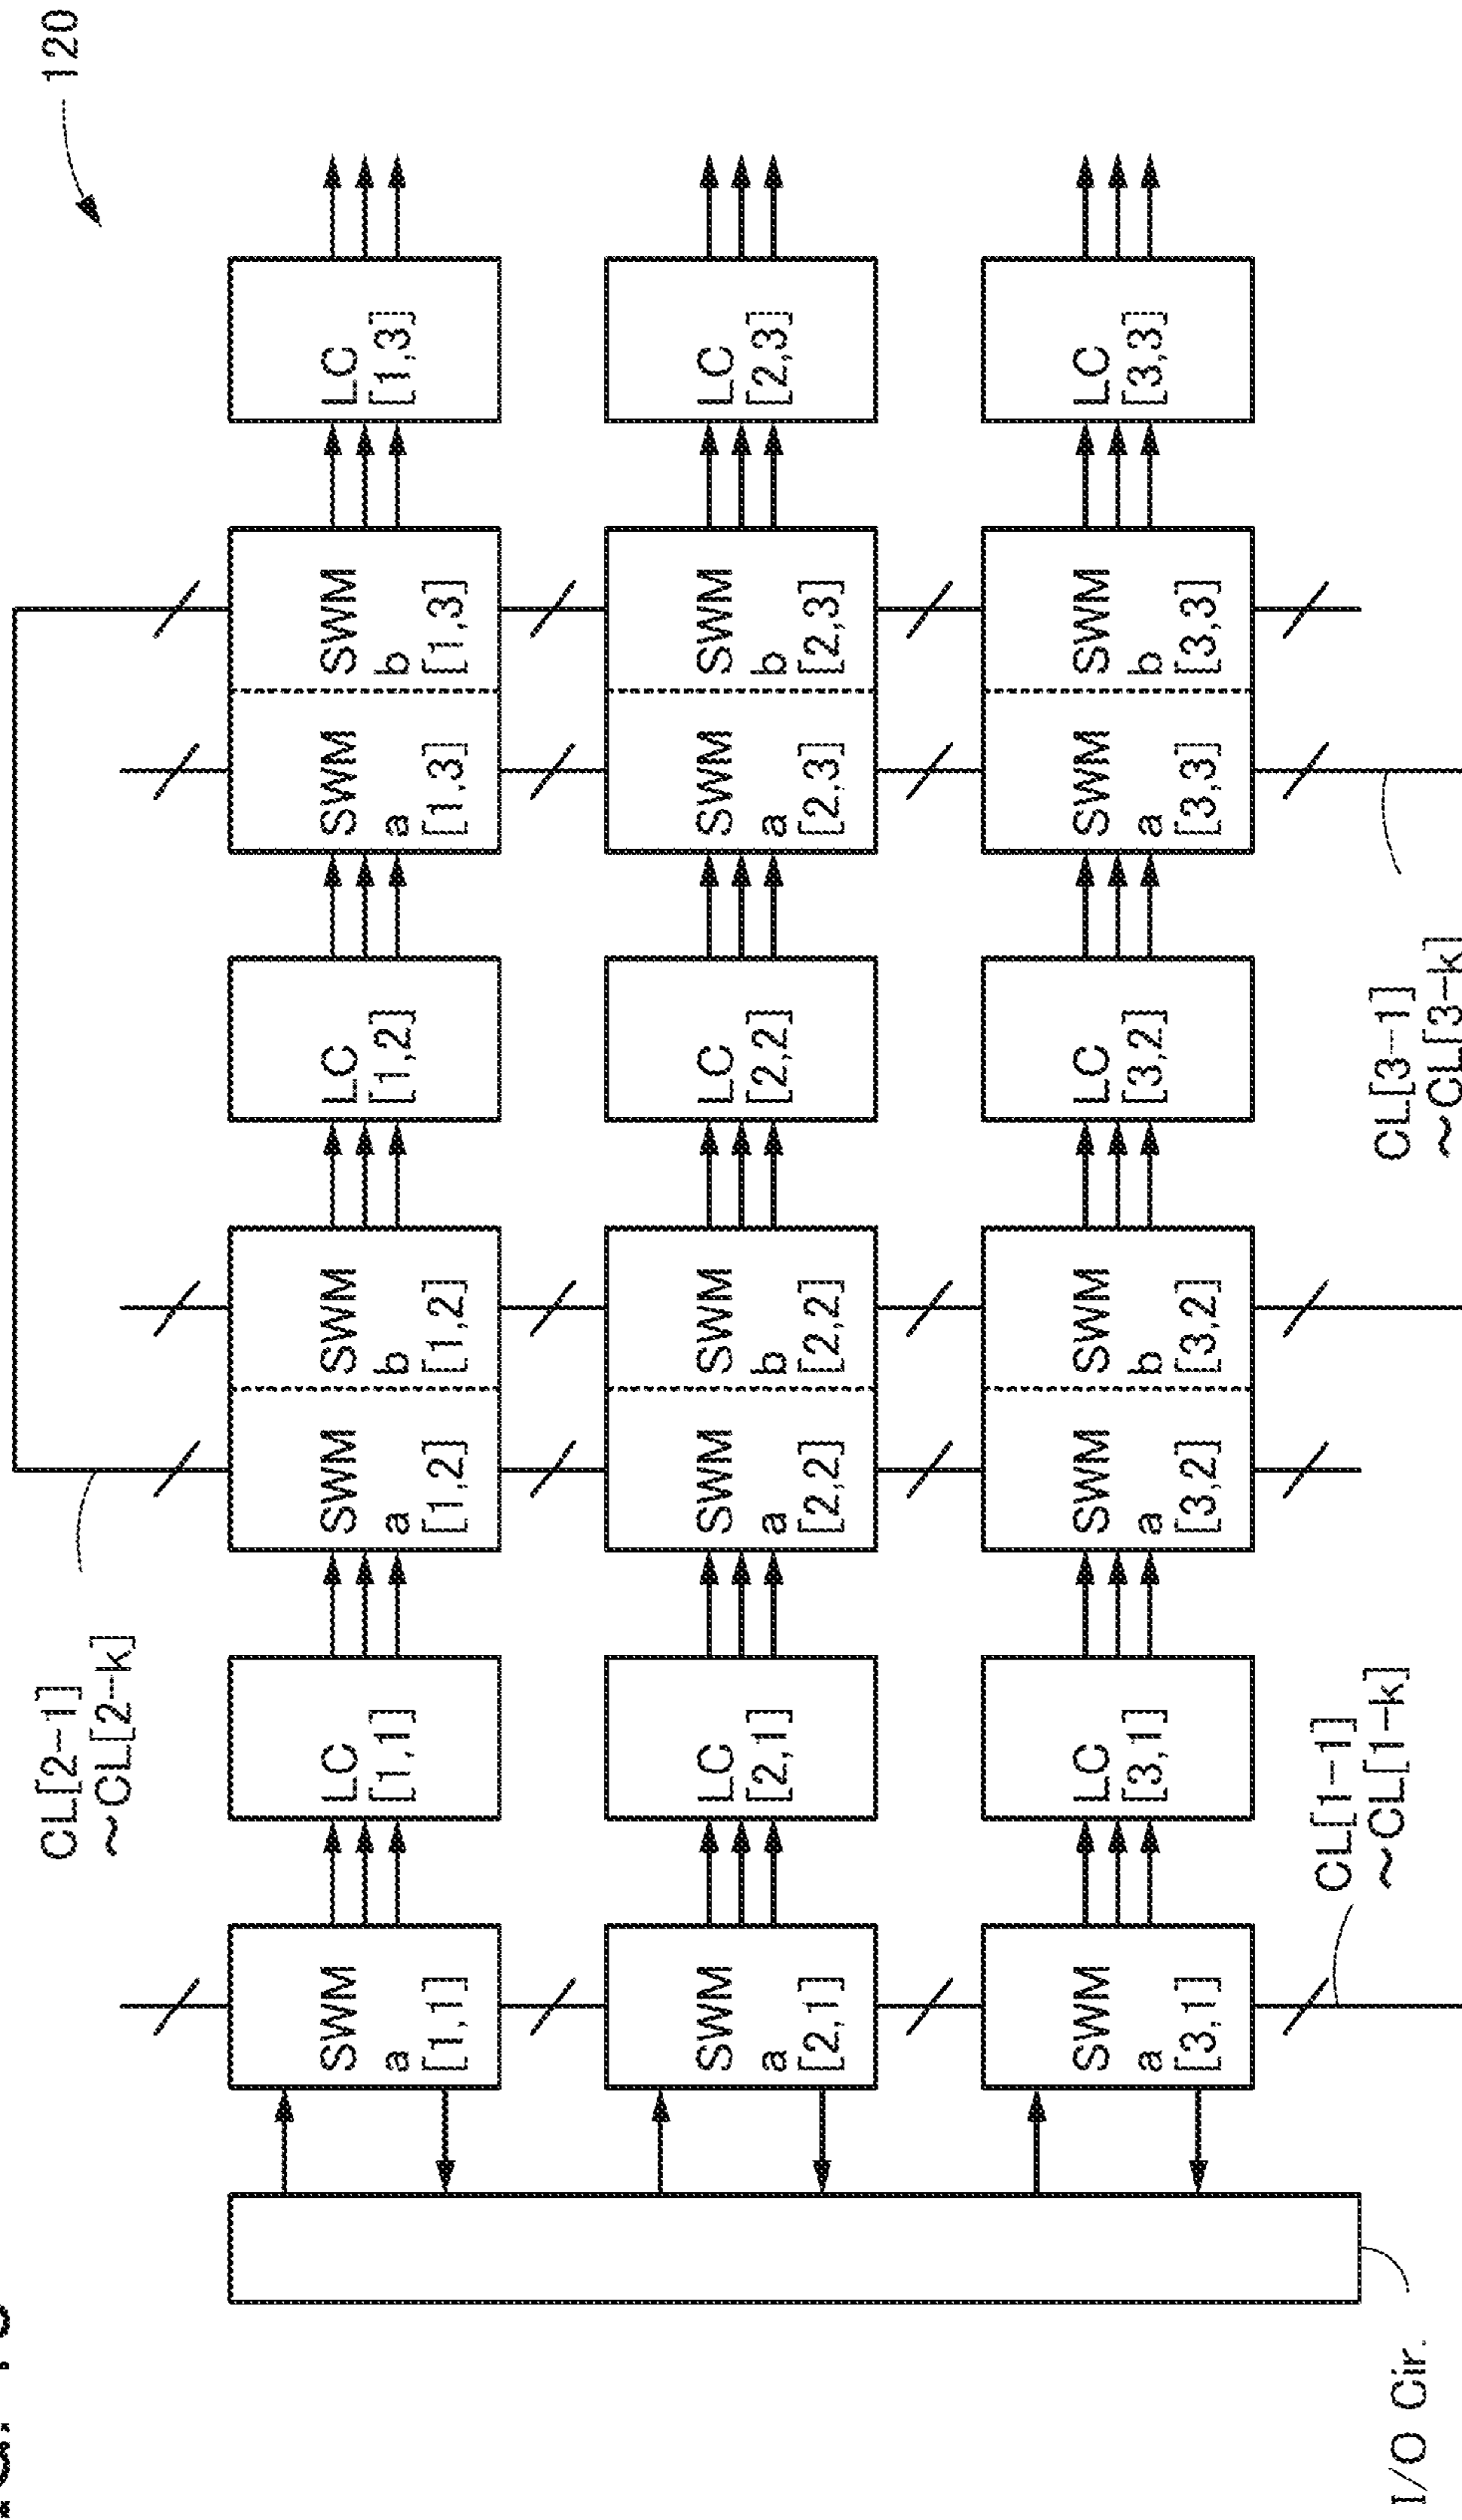 120
CL[2-1]
~CL[2-k]
SWM
a
[1,1]
LC
[1,1]
SWM
a
[1,2]
SWM
b
[1,2]
LC
[1,2]
SWM
a
[1,3]
SWM
b
[1,3]
LC
[1,3]
SWM
a
[2,1]
LC
[2,1]
SWM
a
[2,2]
SWM
b
[2,2]
LC
[2,2]
SWM
a
[2,3]
SWM
b
[2,3]
LC
[2,3]
SWM
a
[3,1]
LC
[3,1]
SWM
a
[3,2]
SWM
b
[3,2]
LC
[3,2]
SWM
a
[3,3]
SWM
b
[3,3]
LC
[3,3]
I/O Cir.
CL[1-1]
~CL[1-k]
CL[3-1]
~CL[3-k]